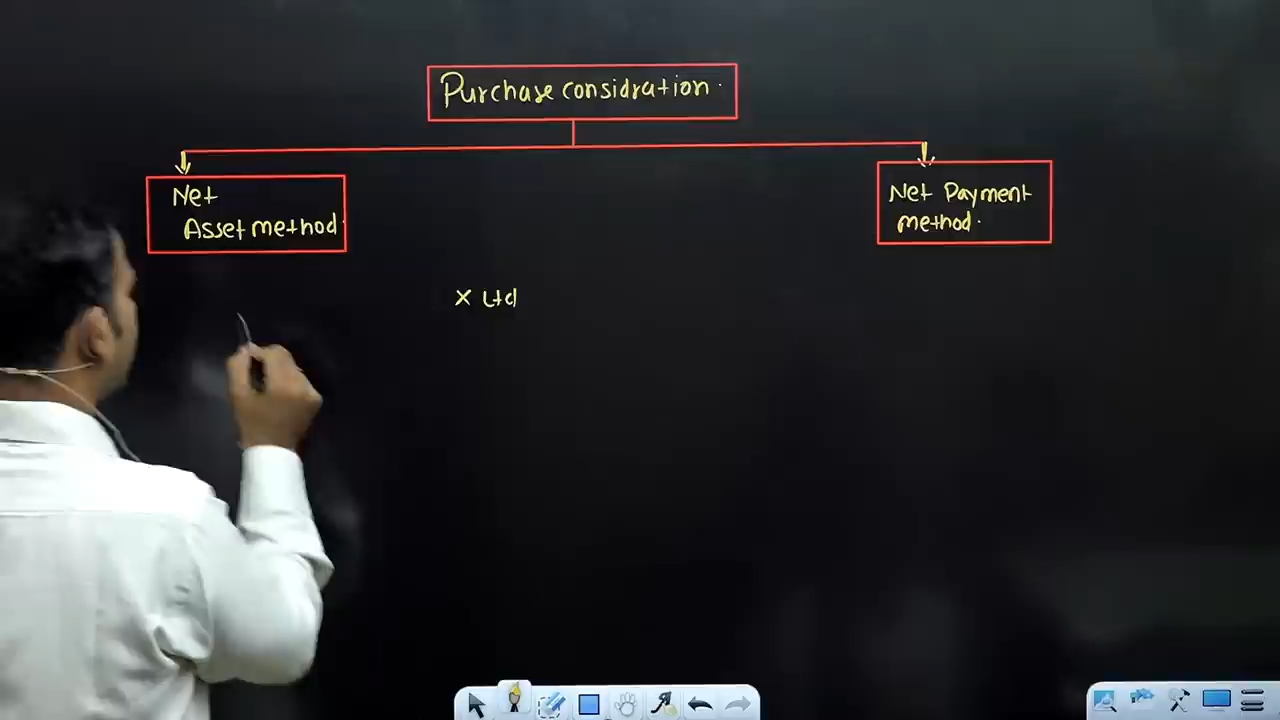 Purchase considration.
Net
Asset method.
Net Payment
method.
X Ltd